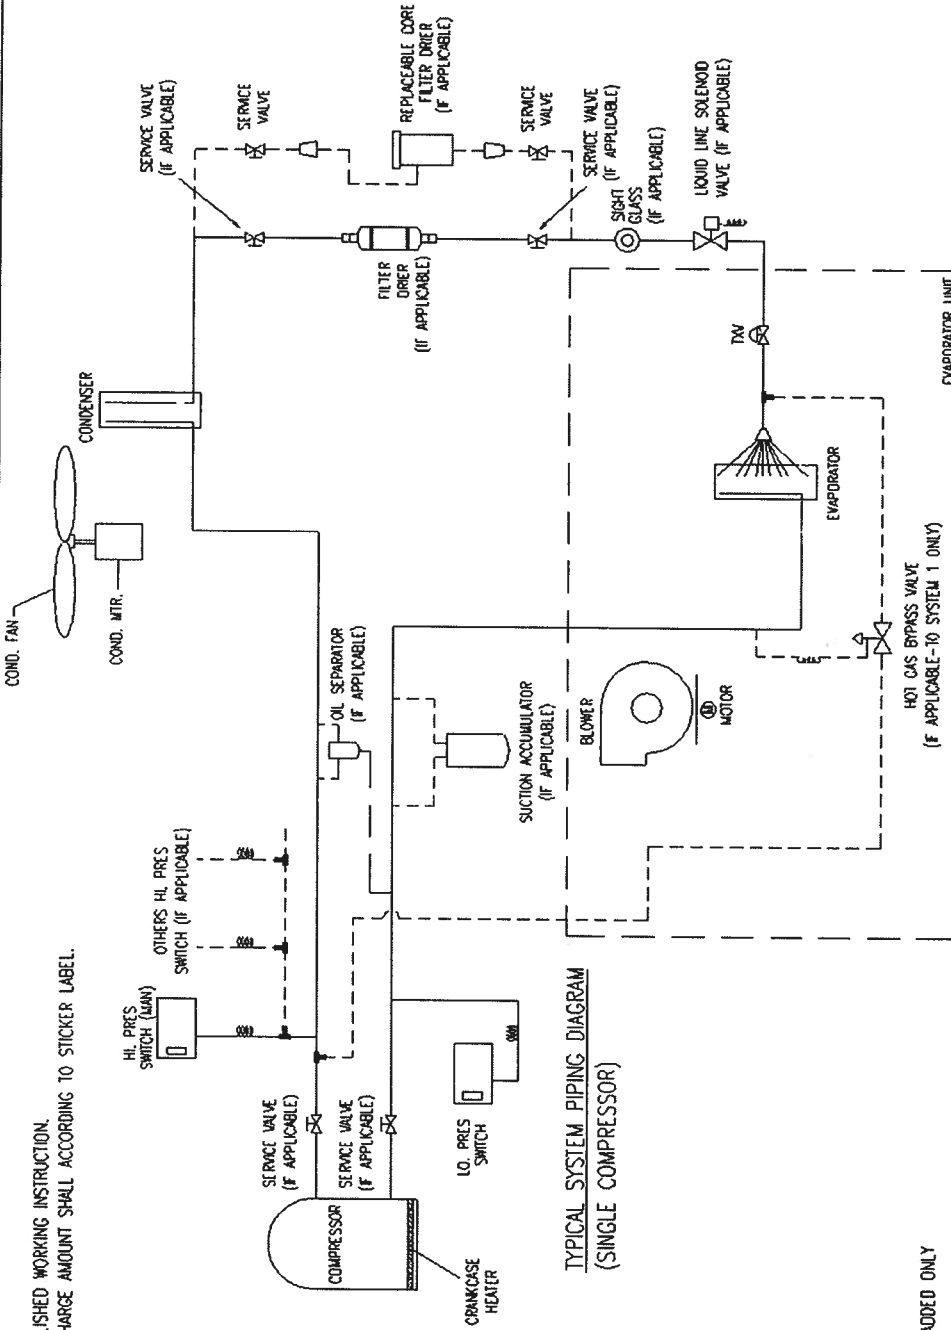 ISHED WORKING INSTRUCTION.
HARGE AMOUNT SHALL ACCORDING TO STICKER LABEL.
COND. FAN
COND. MTR.
CONDENSER
SERVICE VALVE
(IF APPLICABLE)
SERVICE
VALVE
REPLACEABLE CORE
FILTER DRIER
(IF APPLICABLE)
SERVICE
VALVE
SERVICE VALVE
(IF APPLICABLE)
FILTER
DRIER
(IF APPLICABLE)
SIGHT
GLASS
(IF APPLICABLE)
LIQUID LINE SOLENOID
VALVE (IF APPLICABLE)
HI. PRES
SWITCH (MAN)
OTHERS HI. PRES
SWITCH (IF APPLICABLE)
OIL SEPARATOR
(IF APPLICABLE)
SUCTION ACCUMULATOR
(IF APPLICABLE)
SERVICE VALVE
(IF APPLICABLE)
SERVICE VALVE
(IF APPLICABLE)
COMPRESSOR
CRANKCASE
HEATER
LO. PRES
SWITCH
BLOWER
M
MOTOR
TXV
EVAPORATOR
EVAPORATOR UNIT
HOT GAS BYPASS VALVE
(IF APPLICABLE-TO SYSTEM 1 ONLY)
TYPICAL SYSTEM PIPING DIAGRAM
(SINGLE COMPRESSOR)
ADDED ONLY